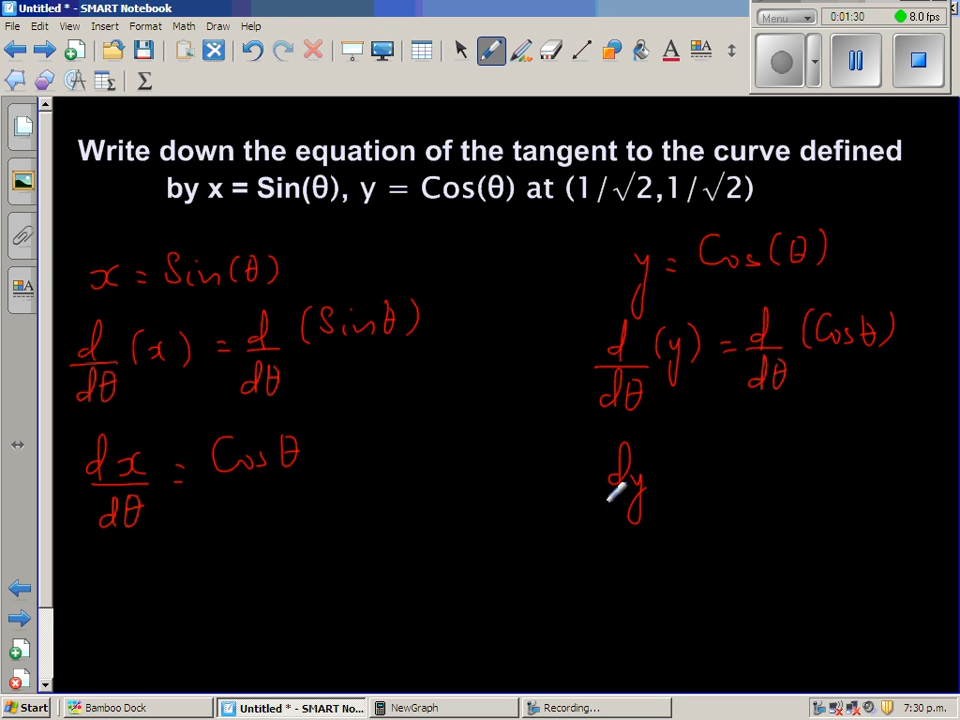 Untitled * - SMART Notebook
File Edit View Insert Format Math Draw Help
Menu 0:01:30 8.0 fps
Write down the equation of the tangent to the curve defined
by x = Sin(θ), y = Cos(θ) at (1/√2,1/√2)
x = Sin(θ)
y = Cos(θ)
d/dθ (x) = d/dθ (Sinθ)
d/dθ (y) = d/dθ (Cosθ)
dx/dθ = Cosθ
dy
Start Bamboo Dock Untitled * - SMART No... NewGraph Recording... 7:30 p.m.